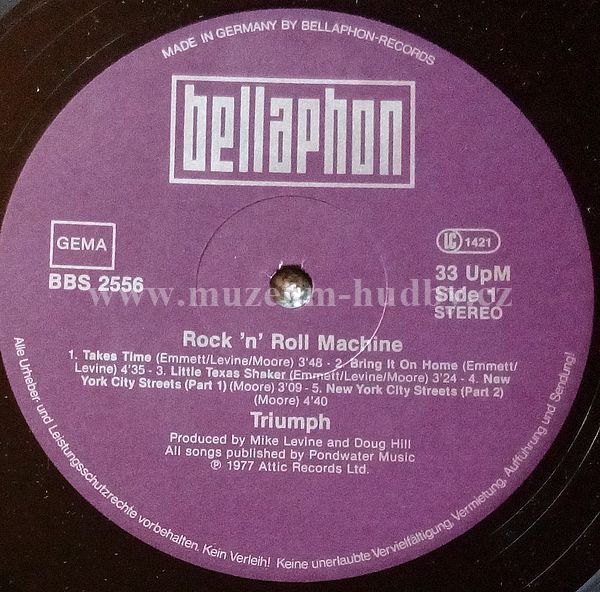 MADE IN GERMANY BY BELLAPHON-RECORDS
bellaphon
GEMA
BBS 2556
LC 1421
33 UpM
Side 1
STEREO
www.muzeum-hudby.cz
Rock 'n' Roll Machine
1. Takes Time (Emmett/Levine/Moore) 3'48 - 2. Bring It On Home (Emmett/
Levine) 4'35 - 3. Little Texas Shaker (Emmett/Levine/Moore) 3'24 - 4. New
York City Streets (Part 1) (Moore) 3'09 - 5. New York City Streets (Part 2)
(Moore) 4'40
Triumph
Produced by Mike Levine and Doug Hill
All songs published by Pondwater Music
℗ 1977 Attic Records Ltd.
Alle Urheber- und Leistungsschutzrechte vorbehalten. Kein Verleih! Keine unerlaubte Vervielfältigung, Vermietung, Aufführung und Sendung!